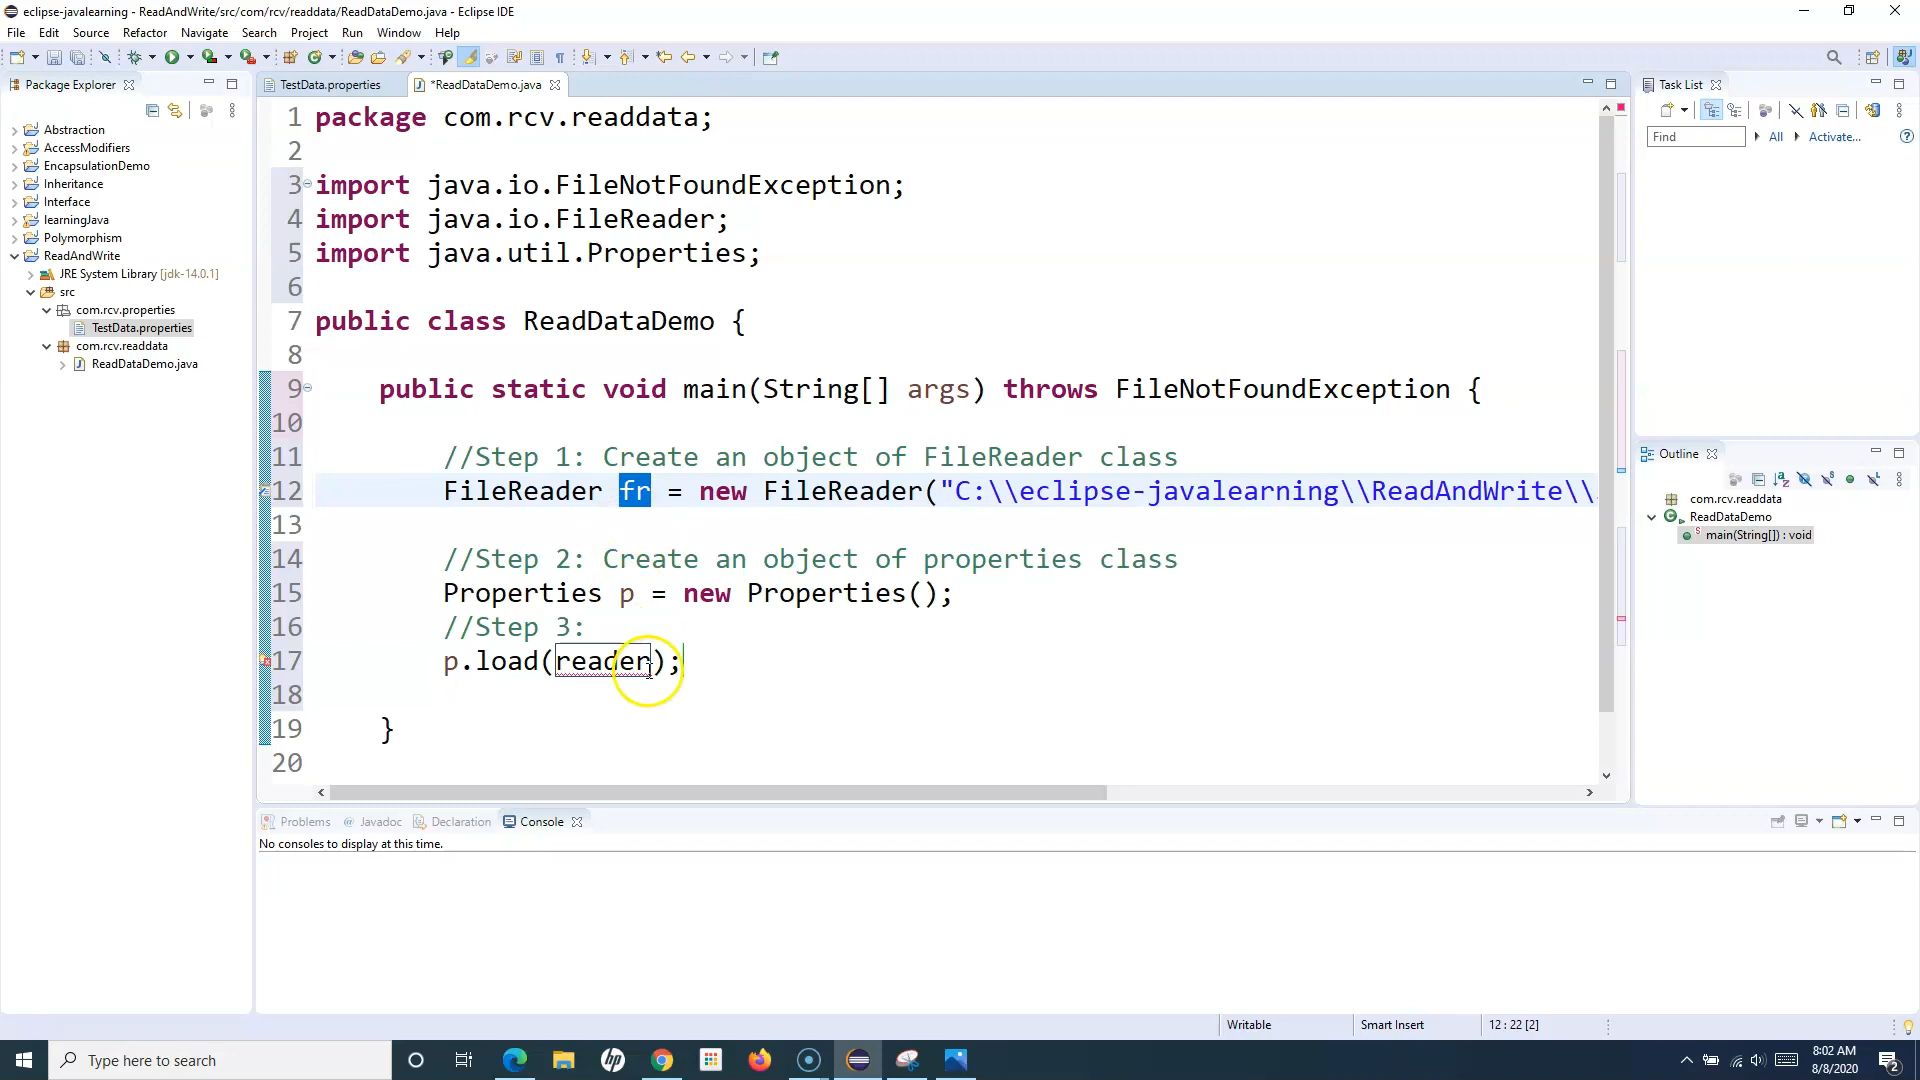 eclipse-javalearning - ReadAndWrite/src/com/rcv/readdata/ReadDataDemo.java - Eclipse IDE
File Edit Source Refactor Navigate Search Project Run Window Help
Package Explorer
Abstraction
AccessModifiers
EncapsulationDemo
Inheritance
Interface
learningJava
Polymorphism
ReadAndWrite
JRE System Library [jdk-14.0.1]
src
com.rcv.properties
TestData.properties
com.rcv.readdata
ReadDataDemo.java
TestData.properties *ReadDataDemo.java
1 package com.rcv.readdata;
2
3 import java.io.FileNotFoundException;
4 import java.io.FileReader;
5 import java.util.Properties;
6
7 public class ReadDataDemo {
8
9 public static void main(String[] args) throws FileNotFoundException {
10
11 //Step 1: Create an object of FileReader class
12 FileReader fr = new FileReader("C:\\eclipse-javalearning\\ReadAndWrite\\
13
14 //Step 2: Create an object of properties class
15 Properties p = new Properties();
16 //Step 3:
17 p.load(reader);
18
19 }
20
Task List
Find All Activate...
Outline
com.rcv.readdata
ReadDataDemo
main(String[]) : void
Problems Javadoc Declaration Console
No consoles to display at this time.
Writable Smart Insert 12 : 22 [2]
Type here to search
8:02 AM
8/8/2020
2